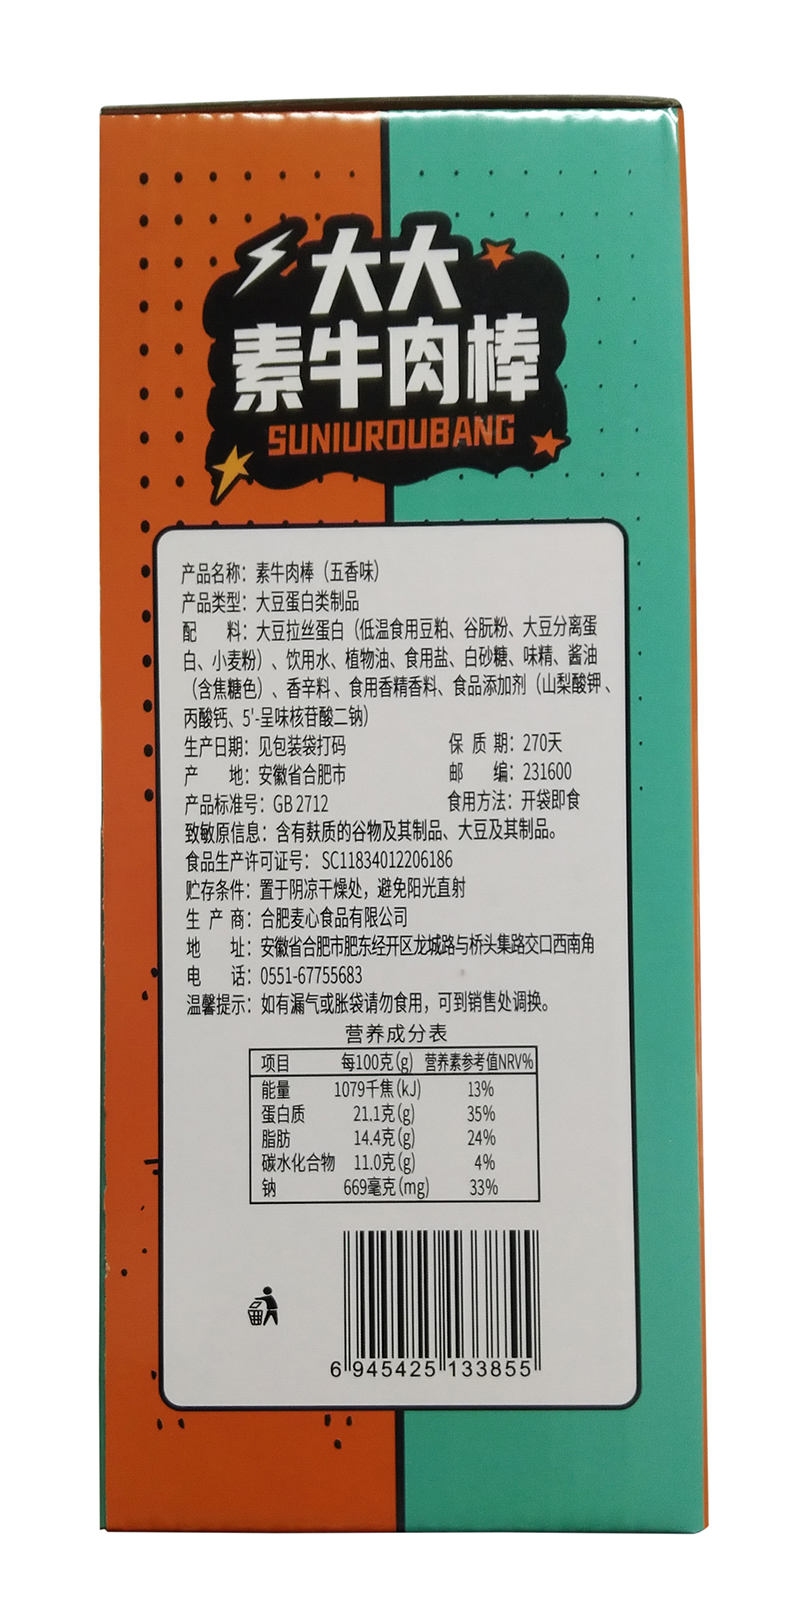 大大
素牛肉棒
SUNIUROUBANG
产品名称：素牛肉棒（五香味）
产品类型：大豆蛋白类制品
配　　料：大豆拉丝蛋白（低温食用豆粕、谷朊粉、大豆分离蛋
白、小麦粉）、饮用水、植物油、食用盐、白砂糖、味精、酱油
（含焦糖色）、香辛料、食用香精香料、食品添加剂（山梨酸钾、
丙酸钙、5'-呈味核苷酸二钠）
生产日期：见包装袋打码　　保 质 期：270天
产　　地：安徽省合肥市　　邮　　编：231600
产品标准号：GB 2712　　食用方法：开袋即食
致敏原信息：含有麸质的谷物及其制品、大豆及其制品。
食品生产许可证号：SC11834012206186
贮存条件：置于阴凉干燥处，避免阳光直射
生 产 商：合肥麦心食品有限公司
地　　址：安徽省合肥市肥东经开区龙城路与桥头集路交口西南角
电　　话：0551-67755683
温馨提示：如有漏气或胀袋请勿食用，可到销售处调换。
营养成分表
项目　每100克(g)　营养素参考值NRV%
能量　1079千焦(kJ)　13%
蛋白质　21.1克(g)　35%
脂肪　14.4克(g)　24%
碳水化合物　11.0克(g)　4%
钠　669毫克(mg)　33%
6 945425 133855